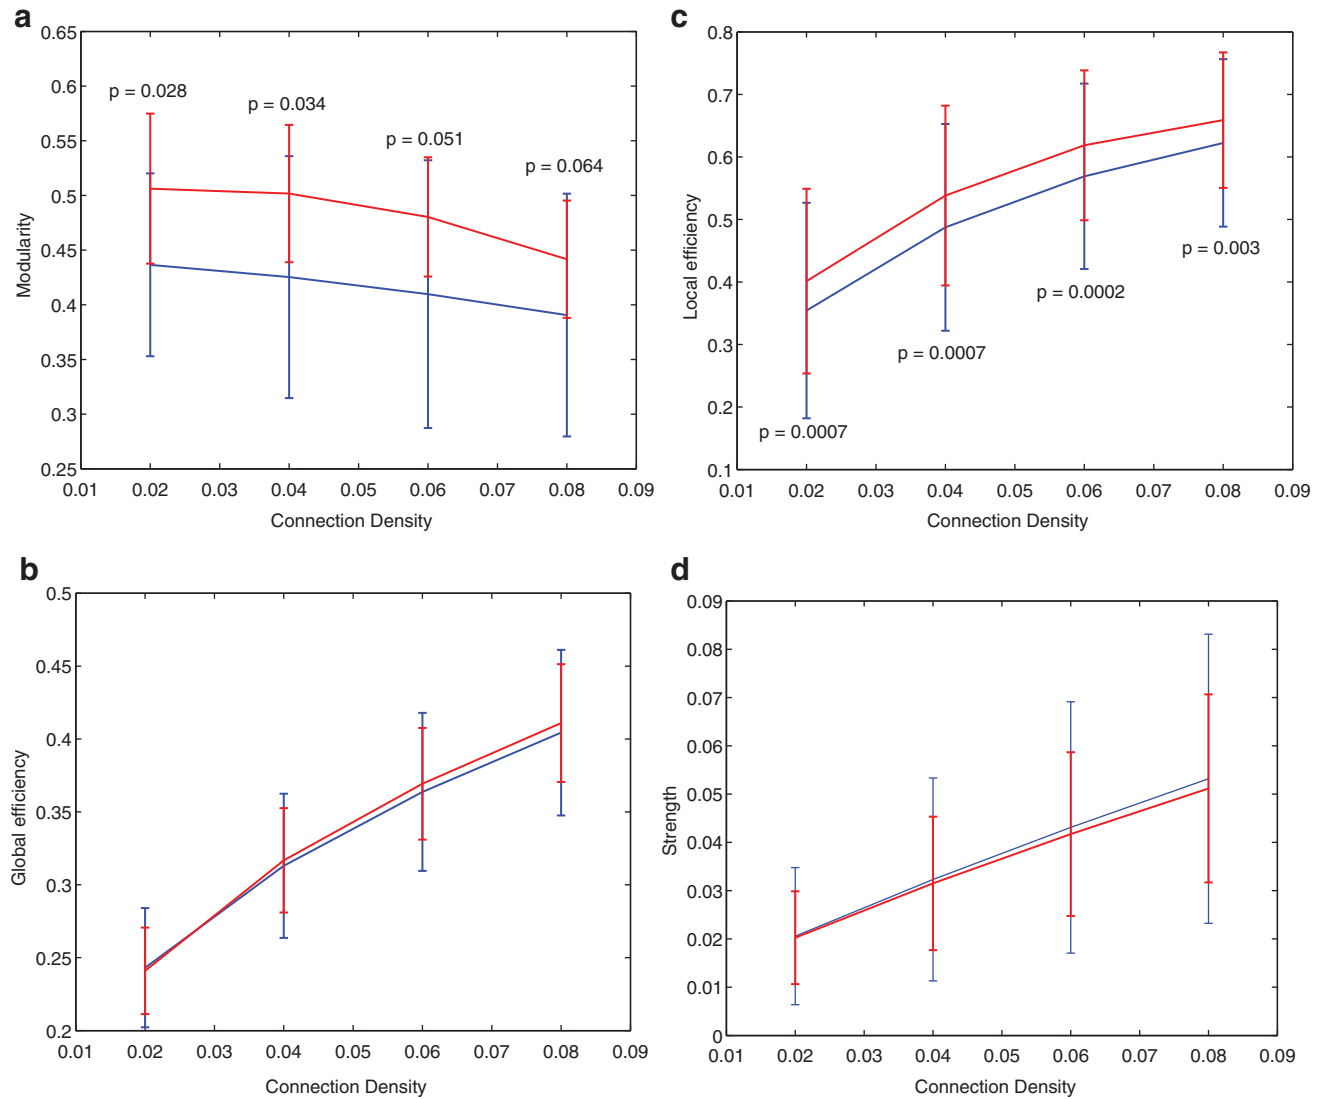 a
0.65
0.6
0.55
0.5
0.45
0.4
0.35
0.3
0.25
Modularity
p = 0.028
p = 0.034
p = 0.051
p = 0.064
0.01 0.02 0.03 0.04 0.05 0.06 0.07 0.08 0.09
Connection Density
c
0.8
0.7
0.6
0.5
0.4
0.3
0.2
0.1
Local efficiency
p = 0.0007
p = 0.0007
p = 0.0002
p = 0.003
0.01 0.02 0.03 0.04 0.05 0.06 0.07 0.08 0.09
Connection Density
b
0.5
0.45
0.4
0.35
0.3
0.25
0.2
Global efficiency
0.01 0.02 0.03 0.04 0.05 0.06 0.07 0.08 0.09
Connection Density
d
0.09
0.08
0.07
0.06
0.05
0.04
0.03
0.02
0.01
0
Strength
0.01 0.02 0.03 0.04 0.05 0.06 0.07 0.08 0.09
Connection Density